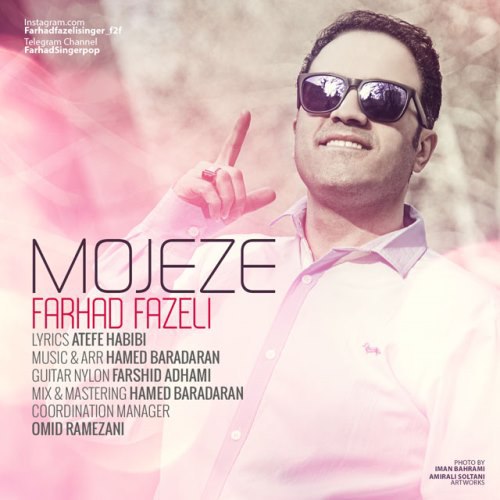 Instagram.com
Farhadfazelisinger_f2f
Telegram Channel
FarhadSingerpop
MOJEZE
FARHAD FAZELI
LYRICS ATEFE HABIBI
MUSIC & ARR HAMED BARADARAN
GUITAR NYLON FARSHID ADHAMI
MIX & MASTERING HAMED BARADARAN
COORDINATION MANAGER
OMID RAMEZANI
PHOTO BY
IMAN BAHRAMI
AMIRALI SOLTANI
ARTWORKS